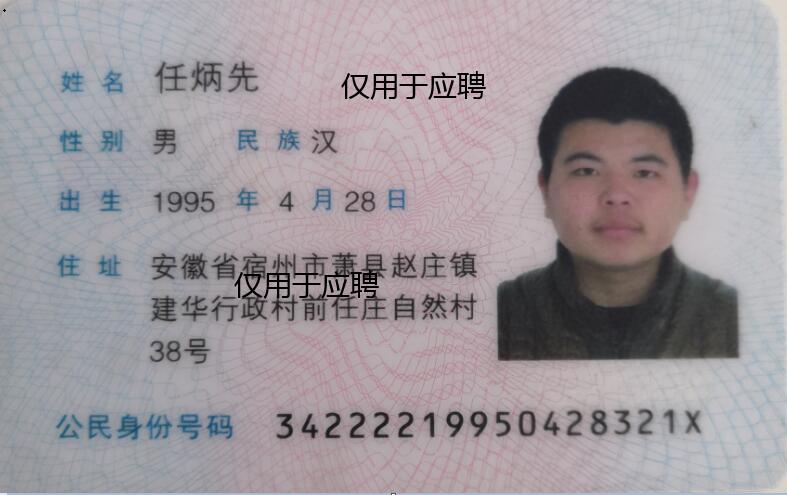 姓名 任炳先
仅用于应聘
性别 男 民族 汉
出生 1995 年 4 月 28 日
住址 安徽省宿州市萧县赵庄镇
仅用于应聘
建华行政村前任庄自然村
38号
公民身份号码 34222219950428321X